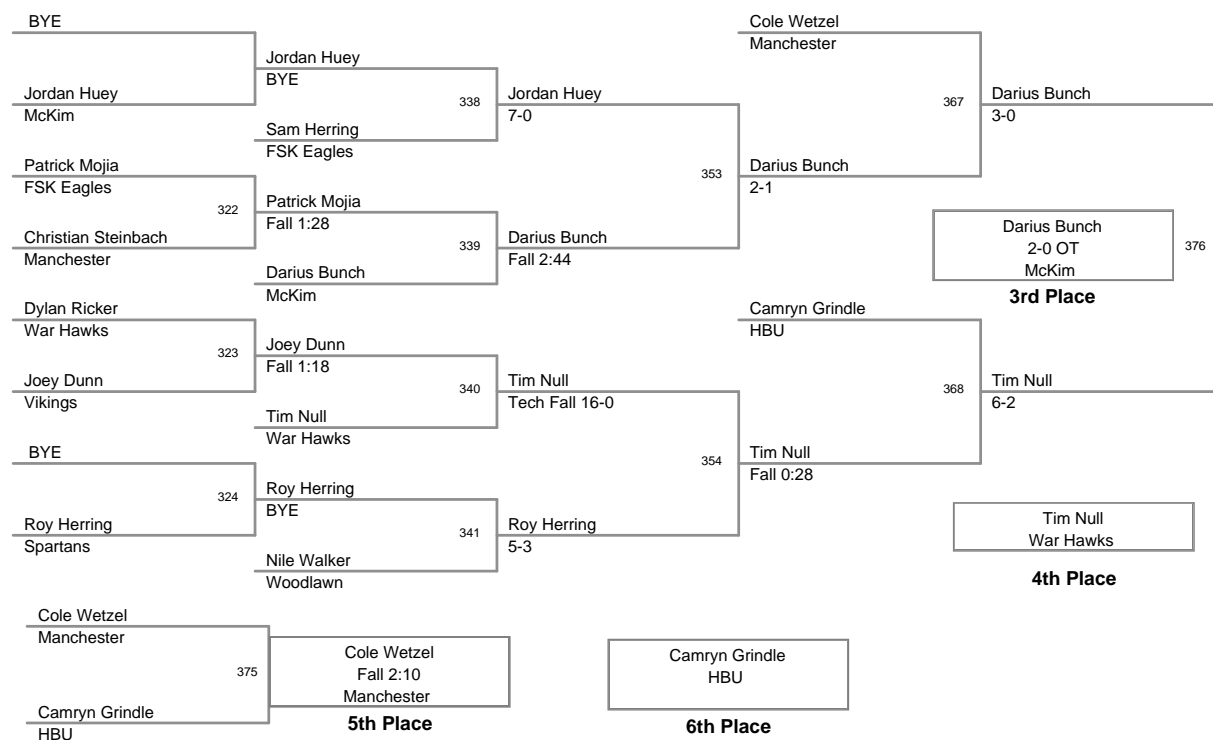 BYE
Cole Wetzel
Manchester
Jordan Huey
BYE
Jordan Huey
McKim
338
Jordan Huey
7-0
367
Darius Bunch
3-0
Sam Herring
FSK Eagles
Patrick Mojia
FSK Eagles
353
Darius Bunch
2-1
322
Patrick Mojia
Fall 1:28
Christian Steinbach
Manchester
339
Darius Bunch
Fall 2:44
Darius Bunch
2-0 OT
McKim
376
3rd Place
Darius Bunch
McKim
Dylan Ricker
War Hawks
Camryn Grindle
HBU
323
Joey Dunn
Fall 1:18
Joey Dunn
Vikings
340
Tim Null
Tech Fall 16-0
368
Tim Null
6-2
Tim Null
War Hawks
BYE
354
Tim Null
Fall 0:28
324
Roy Herring
BYE
Roy Herring
Spartans
341
Roy Herring
5-3
Tim Null
War Hawks
4th Place
Nile Walker
Woodlawn
Cole Wetzel
Manchester
375
Cole Wetzel
Fall 2:10
Manchester
5th Place
Camryn Grindle
HBU
6th Place
Camryn Grindle
HBU